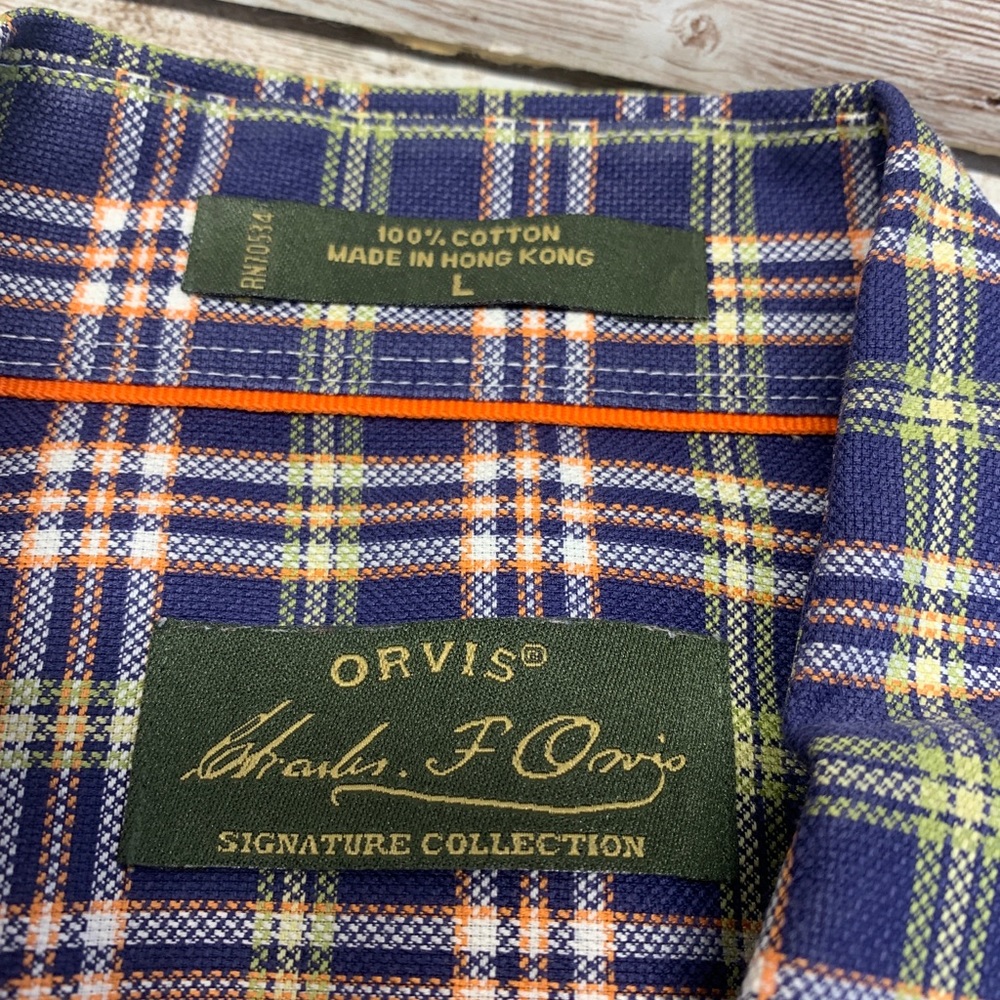 RN70534
100% COTTON
MADE IN HONG KONG
L
ORVIS®
Charles. F Orvis
SIGNATURE COLLECTION